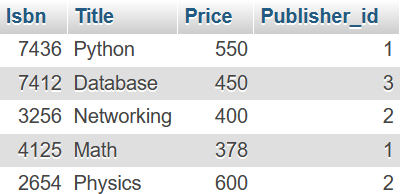 Isbn Title Price Publisher_id
7436 Python 550 1
7412 Database 450 3
3256 Networking 400 2
4125 Math 378 1
2654 Physics 600 2